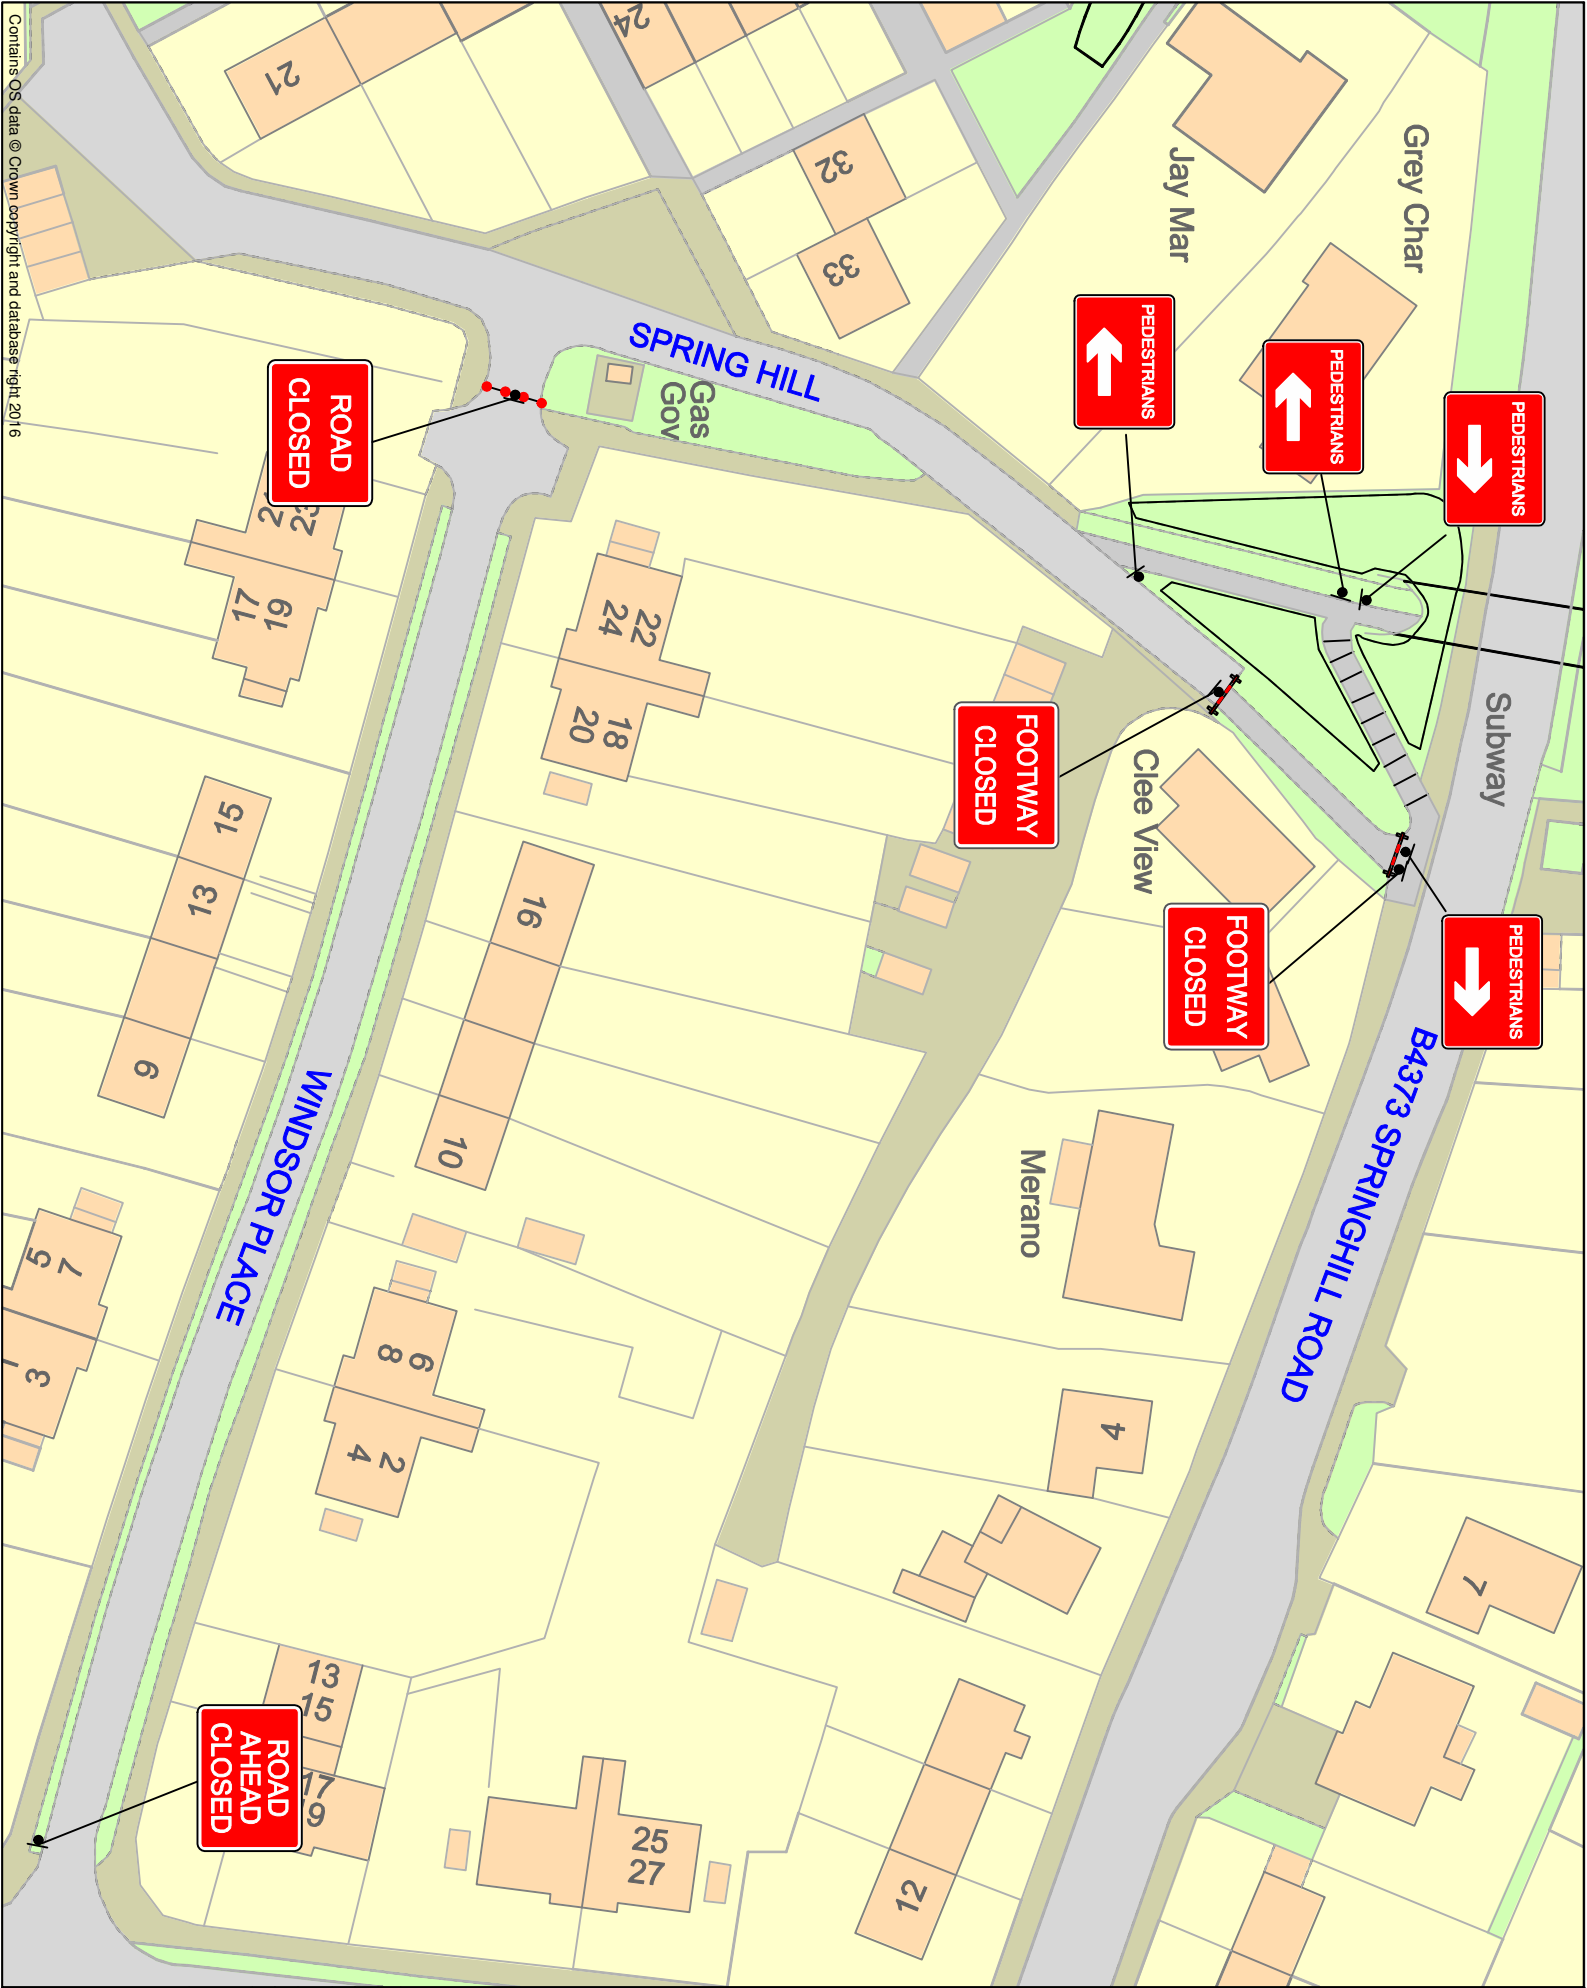 Contains OS data © Crown copyright and database right 2016
SPRING HILL
B4373 SPRINGHILL ROAD
WINDSOR PLACE
Subway
Grey Char
Jay Mar
Clee View
Merano
Gas
Gov
PEDESTRIANS
PEDESTRIANS
PEDESTRIANS
PEDESTRIANS
FOOTWAY
CLOSED
FOOTWAY
CLOSED
ROAD
CLOSED
ROAD
AHEAD
CLOSED
21
24
32
33
17
19
22
24
18
20
15
13
9
16
10
5
7
3
6
8
2
4
4
7
13
15
17
25
27
12